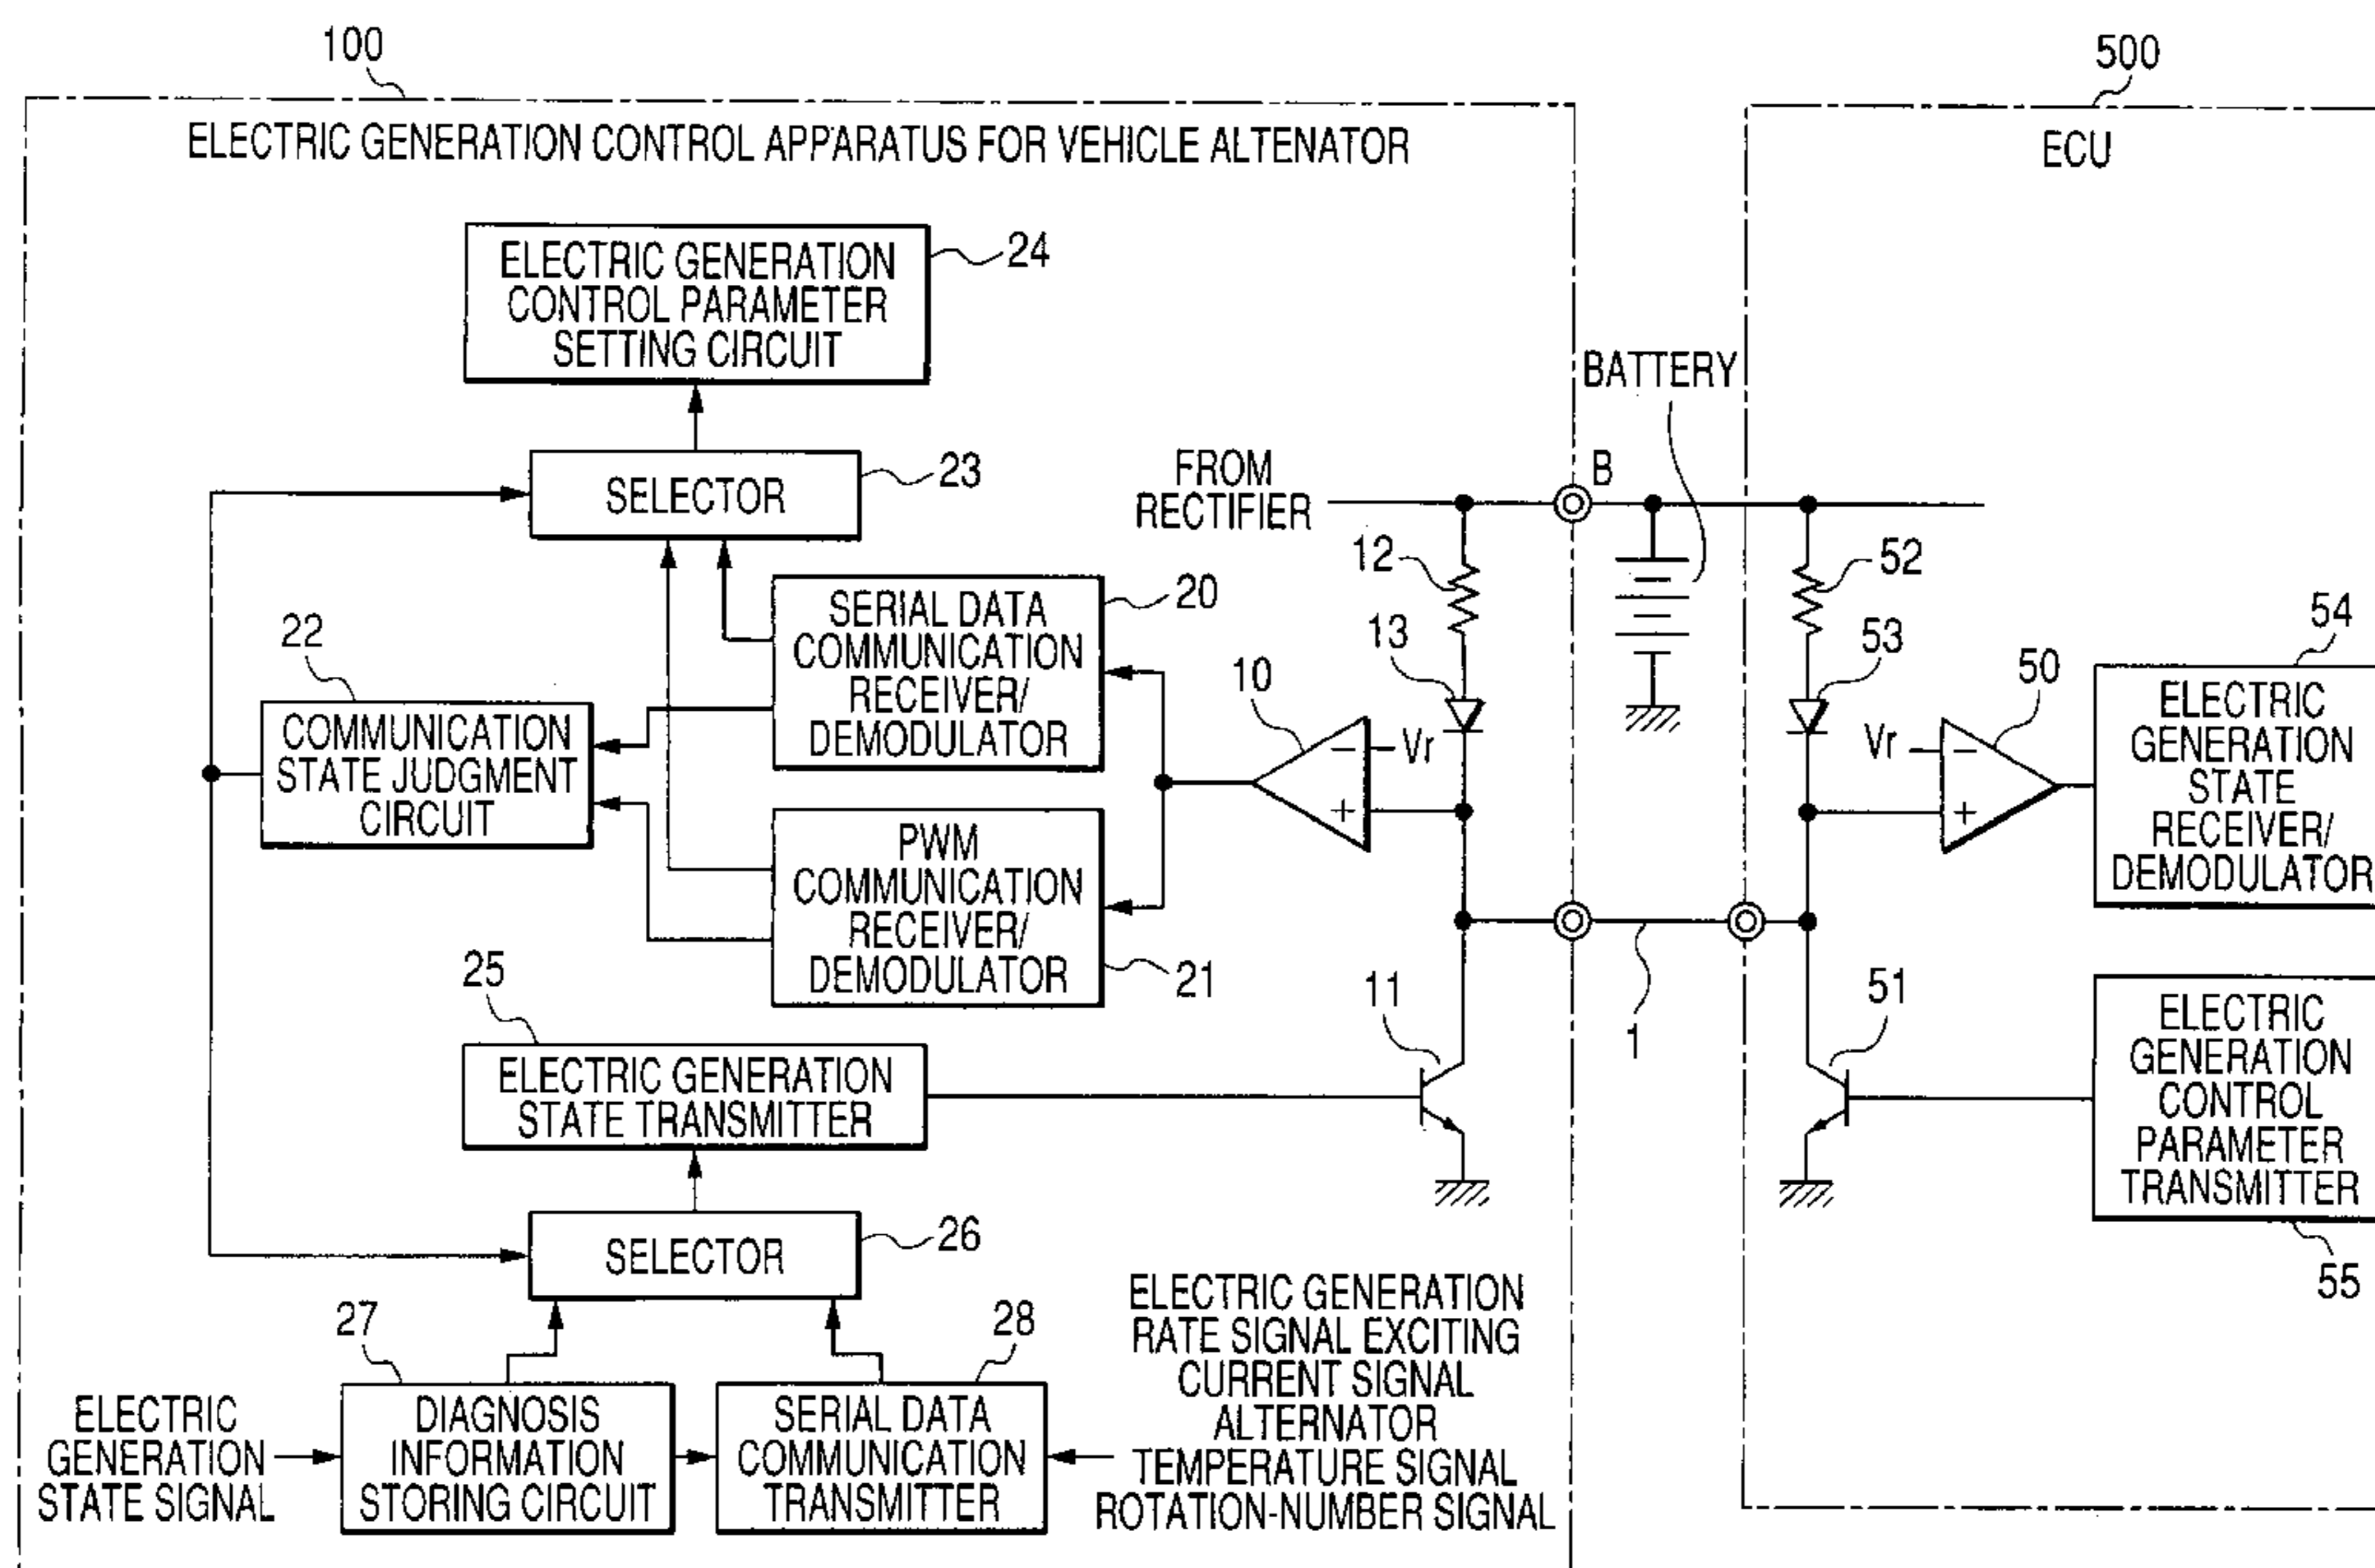 100
500
ELECTRIC GENERATION CONTROL APPARATUS FOR VEHICLE ALTENATOR
ECU
ELECTRIC GENERATION
CONTROL PARAMETER
SETTING CIRCUIT
24
BATTERY
SELECTOR
23
FROM
RECTIFIER
B
12
52
SERIAL DATA
COMMUNICATION
RECEIVER/
DEMODULATOR
20
13
53
54
22
COMMUNICATION
STATE JUDGMENT
CIRCUIT
10
− Vr
+
Vr −
+
50
ELECTRIC
GENERATION
STATE
RECEIVER/
DEMODULATOR
PWM
COMMUNICATION
RECEIVER/
DEMODULATOR
21
1
25
ELECTRIC GENERATION
STATE TRANSMITTER
11
51
ELECTRIC
GENERATION
CONTROL
PARAMETER
TRANSMITTER
55
SELECTOR
26
27
28
ELECTRIC
GENERATION
STATE SIGNAL
DIAGNOSIS
INFORMATION
STORING CIRCUIT
SERIAL DATA
COMMUNICATION
TRANSMITTER
ELECTRIC GENERATION
RATE SIGNAL EXCITING
CURRENT SIGNAL
ALTERNATOR
TEMPERATURE SIGNAL
ROTATION-NUMBER SIGNAL